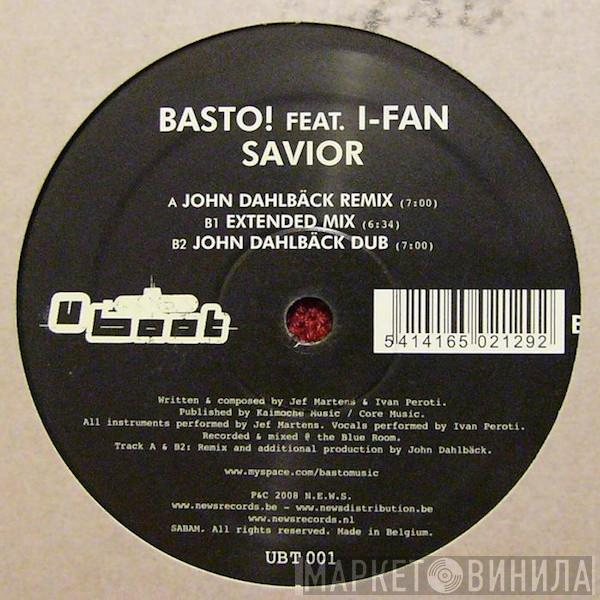 BASTO! FEAT. I-FAN
SAVIOR
A JOHN DAHLBÄCK REMIX (7:00)
B1 EXTENDED MIX (6:34)
B2 JOHN DAHLBÄCK DUB (7:00)
u boot
5414165021292
Written & composed by Jef Martens & Ivan Peroti.
Published by Kaimoche Music / Core Music.
All instruments performed by Jef Martens. Vocals performed by Ivan Peroti.
Recorded & mixed @ the Blue Room.
Track A & B2: Remix and additional production by John Dahlbäck.
www.myspace.com/bastomusic
P&C 2008 N.E.W.S.
www.newsrecords.be - www.newsdistribution.be
www.newsrecords.nl
SABAM. All rights reserved. Made in Belgium.
UBT 001
МАРКЕТ ВИНИЛА